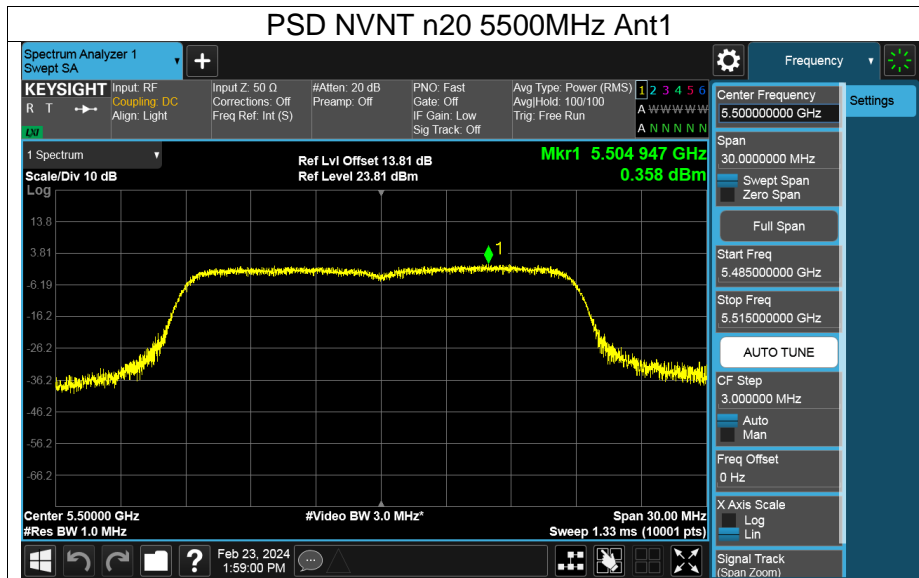 PSD NVNT n20 5500MHz Ant1
Spectrum Analyzer 1
Swept SA
+
Frequency
KEYSIGHT
R T
LXI
Input: RF
Coupling: DC
Align: Light
Input Z: 50 Ω
Corrections: Off
Freq Ref: Int (S)
#Atten: 20 dB
Preamp: Off
PNO: Fast
Gate: Off
IF Gain: Low
Sig Track: Off
Avg Type: Power (RMS)
Avg|Hold: 100/100
Trig: Free Run
1 2 3 4 5 6
A W W W W W
A N N N N N
1 Spectrum
Scale/Div 10 dB
Ref Lvl Offset 13.81 dB
Ref Level 23.81 dBm
Mkr1 5.504 947 GHz
0.358 dBm
Log
13.8
3.81
-6.19
-16.2
-26.2
-36.2
-46.2
-56.2
-66.2
1
Center 5.50000 GHz
#Res BW 1.0 MHz
#Video BW 3.0 MHz*
Span 30.00 MHz
Sweep 1.33 ms (10001 pts)
Center Frequency
5.500000000 GHz
Span
30.0000000 MHz
Swept Span
Zero Span
Full Span
Start Freq
5.485000000 GHz
Stop Freq
5.515000000 GHz
AUTO TUNE
CF Step
3.000000 MHz
Auto
Man
Freq Offset
0 Hz
X Axis Scale
Log
Lin
Signal Track
(Span Zoom)
Settings
?
Feb 23, 2024
1:59:00 PM